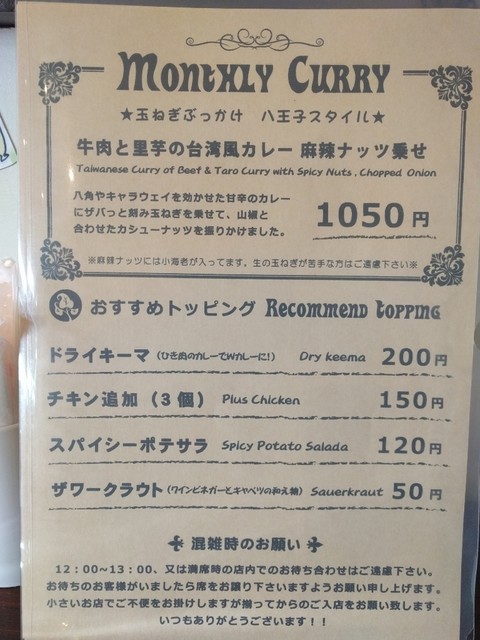 Monthly Curry
★玉ねぎぶっかけ 八王子スタイル★
牛肉と里芋の台湾風カレー 麻辣ナッツ乗せ
Taiwanese Curry of Beef & Taro Curry with Spicy Nuts . Chopped Onion
八角やキャラウェイを効かせた甘辛のカレー
にザバっと刻み玉ねぎを乗せて、山椒と
合わせたカシューナッツを振りかけました。
1050円
※麻辣ナッツには小海老が入ってます。生の玉ねぎが苦手な方はご遠慮下さい※
おすすめトッピング Recommend Topping
ドライキーマ (ひき肉のカレーでWカレーに!) Dry keema 200円
チキン追加(3個) Plus Chicken 150円
スパイシーポテサラ Spicy Potato Salada 120円
ザワークラウト(ワインビネガーとキャベツの和え物) Sauerkraut 50円
混雑時のお願い
12:00~13:00、又は満席時の店内でのお待ち合わせはご遠慮下さい。
お待ちのお客様がいましたら席をお譲り下さいますようお願い申し上げます。
小さいお店でご不便をお掛けしますが揃ってからのご入店をお願い致します。
いつもありがとうございます!!